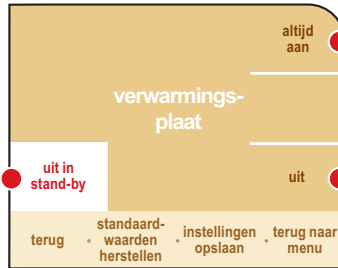 altijd
aan
verwarmings-
plaat
uit in
stand-by
uit
terug
standaard-
waarden
herstellen
instellingen
opslaan
terug naar
menu